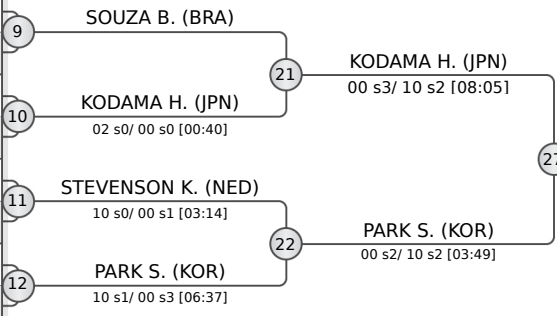 SOUZA B. (BRA)
9
KODAMA H. (JPN)
00 s3/ 10 s2 [08:05]
21
KODAMA H. (JPN)
10
02 s0/ 00 s0 [00:40]
27
STEVENSON K. (NED)
11
10 s0/ 00 s1 [03:14]
PARK S. (KOR)
22
00 s2/ 10 s2 [03:49]
PARK S. (KOR)
12
10 s1/ 00 s3 [06:37]